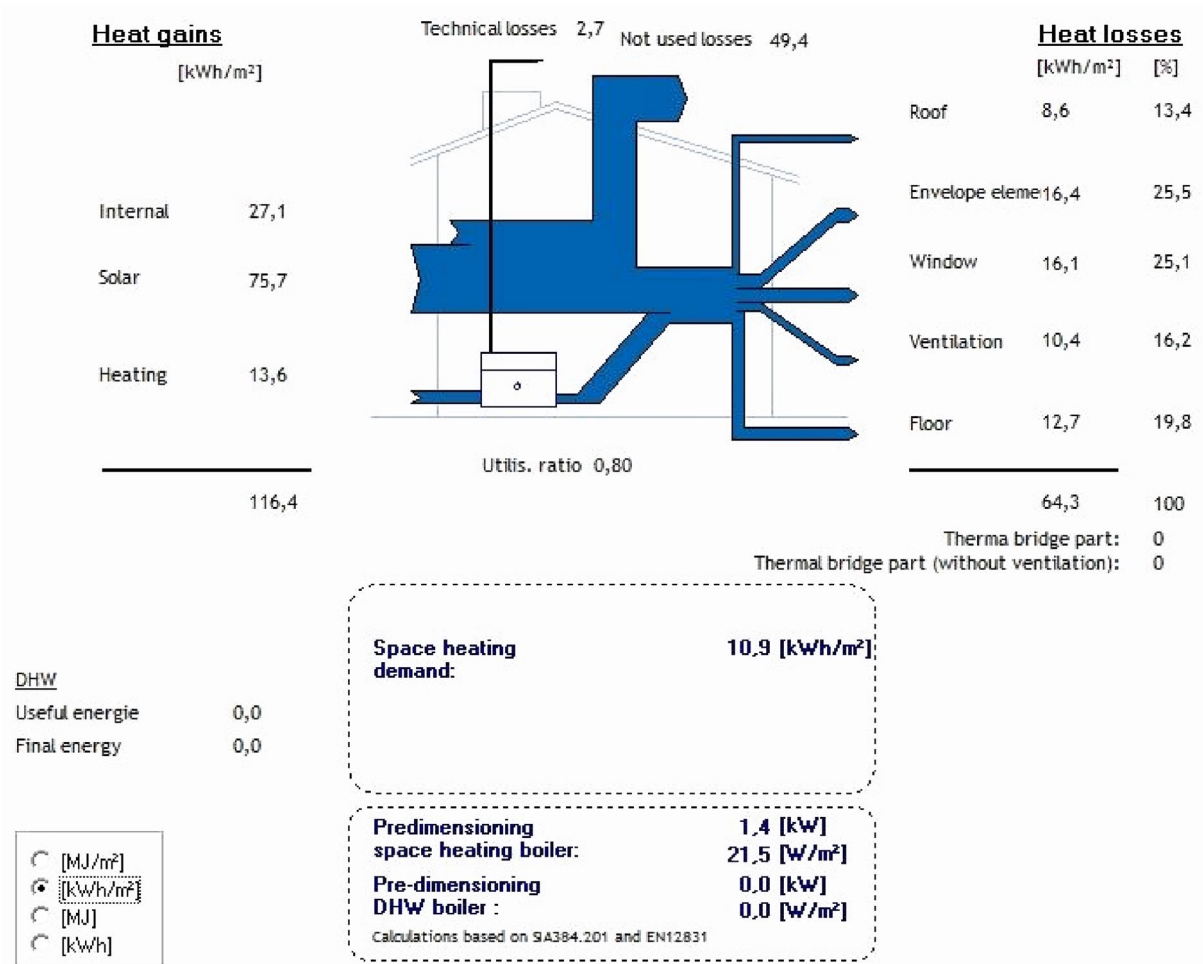 Heat gains
[kWh/m²]
Internal 27,1
Solar 75,7
Heating 13,6
116,4
Technical losses 2,7
Not used losses 49,4
Utilis. ratio 0,80
Heat losses
[kWh/m²] [%]
Roof 8,6 13,4
Envelope eleme 16,4 25,5
Window 16,1 25,1
Ventilation 10,4 16,2
Floor 12,7 19,8
64,3 100
Therma bridge part: 0
Thermal bridge part (without ventilation): 0
Space heating 10,9 [kWh/m²]
demand:
DHW
Useful energie 0,0
Final energy 0,0
[MJ/m²]
[kWh/m²]
[MJ]
[kWh]
Predimensioning 1,4 [kW]
space heating boiler: 21,5 [W/m²]
Pre-dimensioning 0,0 [kW]
DHW boiler : 0,0 [W/m²]
Calculations based on SIA384.201 and EN12831